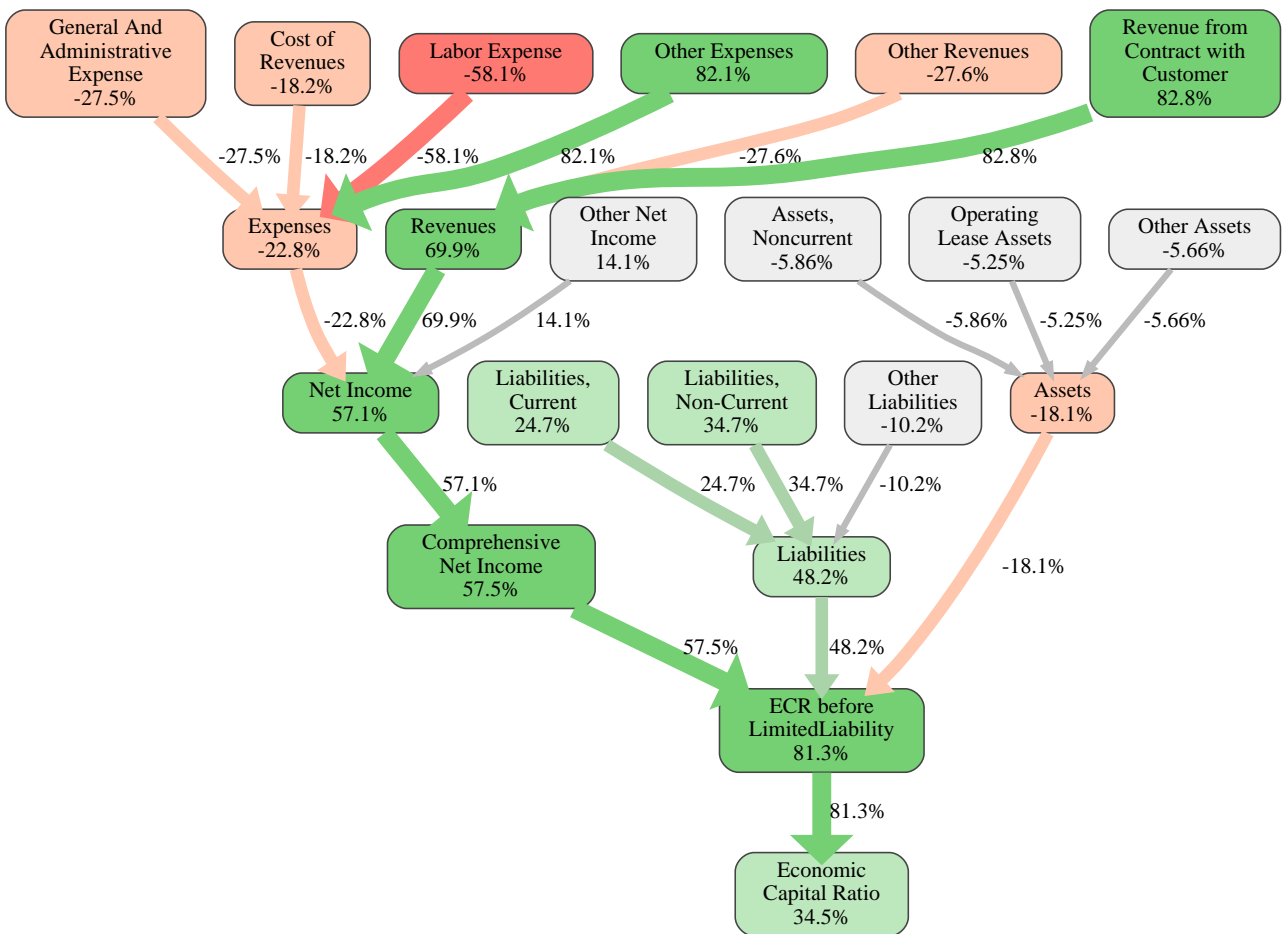 General And
Administrative
Expense
-27.5%
Cost of
Revenues
-18.2%
Labor Expense
-58.1%
Other Expenses
82.1%
Other Revenues
-27.6%
Revenue from
Contract with
Customer
82.8%
-27.5%
-18.2%
-58.1%
82.1%
-27.6%
82.8%
Expenses
-22.8%
Revenues
69.9%
Other Net
Income
14.1%
Assets,
Noncurrent
-5.86%
Operating
Lease Assets
-5.25%
Other Assets
-5.66%
-22.8%
69.9%
14.1%
-5.86%
-5.25%
-5.66%
Net Income
57.1%
Liabilities,
Current
24.7%
Liabilities,
Non-Current
34.7%
Other
Liabilities
-10.2%
Assets
-18.1%
57.1%
24.7%
34.7%
-10.2%
Comprehensive
Net Income
57.5%
Liabilities
48.2%
-18.1%
57.5%
48.2%
ECR before
LimitedLiability
81.3%
81.3%
Economic
Capital Ratio
34.5%